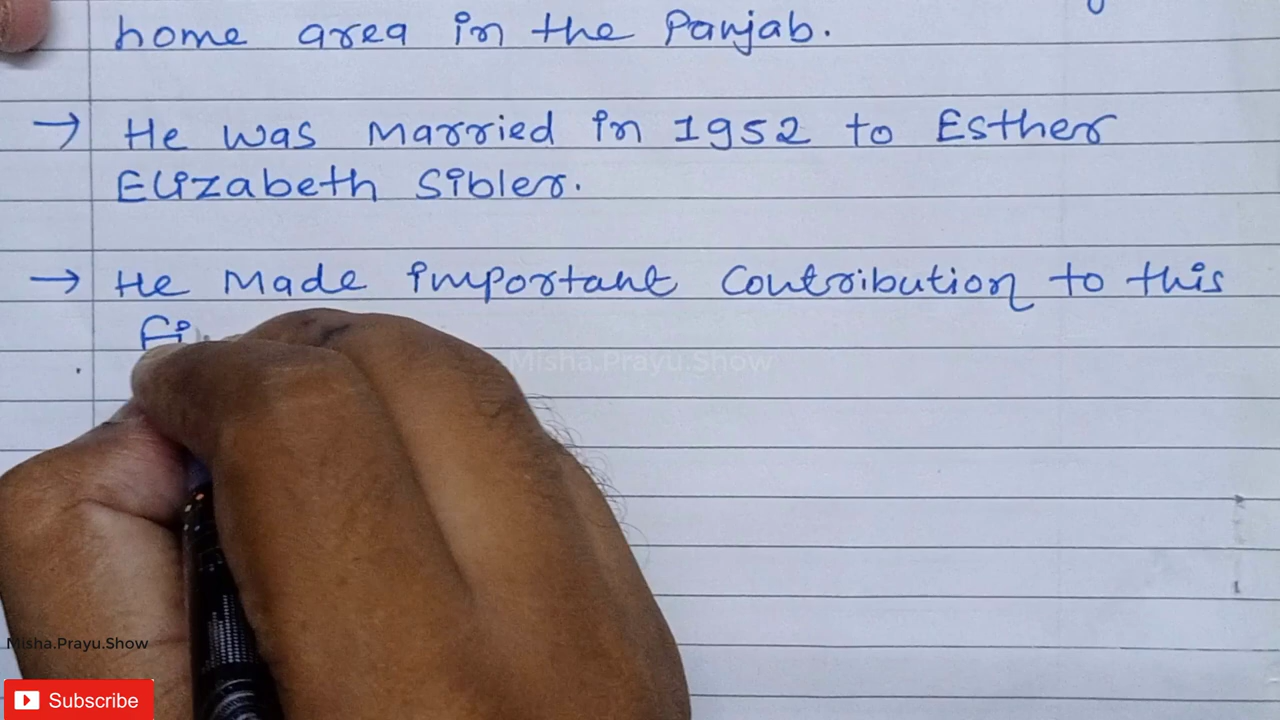 home area in the Panjab.
→ He was Married in 1952 to Esther
Elizabeth Sibler.
→ He Made important Contribution to this
Fi
Misha.Prayu.Show
Misha.Prayu.Show
Subscribe